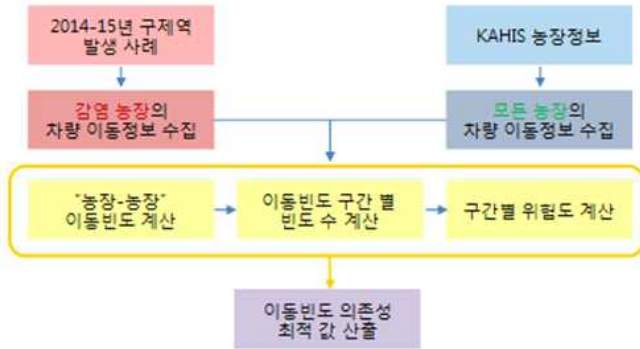 2014-15년 구제역
발생 사례
KAHIS 농장정보
감염 농장의
차량 이동정보 수집
모든 농장의
차량 이동정보 수집
"농장-농장"
이동빈도 계산
이동빈도 구간 별
빈도 수 계산
구간별 위험도 계산
이동빈도 의존성
최적 값 산출